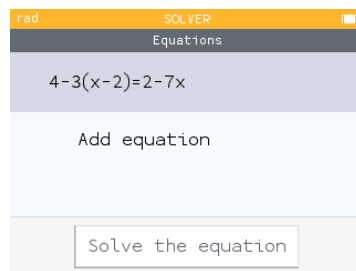 rad SOLVER
Equations
4-3(x-2)=2-7x
Add equation
Solve the equation